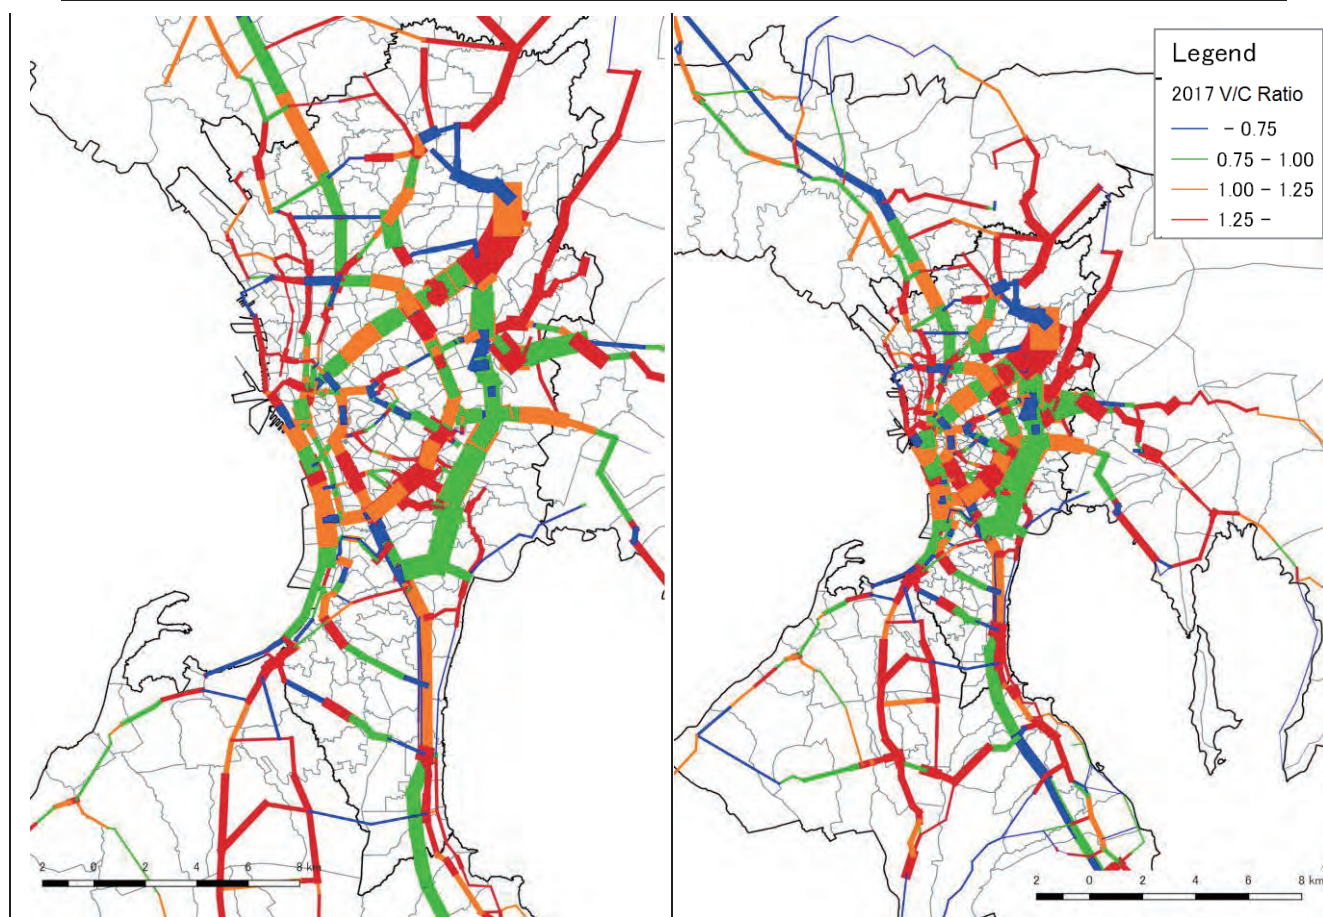 Legend
2017 V/C Ratio
– 0.75
0.75 – 1.00
1.00 – 1.25
1.25 –
2 0 2 4 6 8 km
2 0 2 4 6 8 km